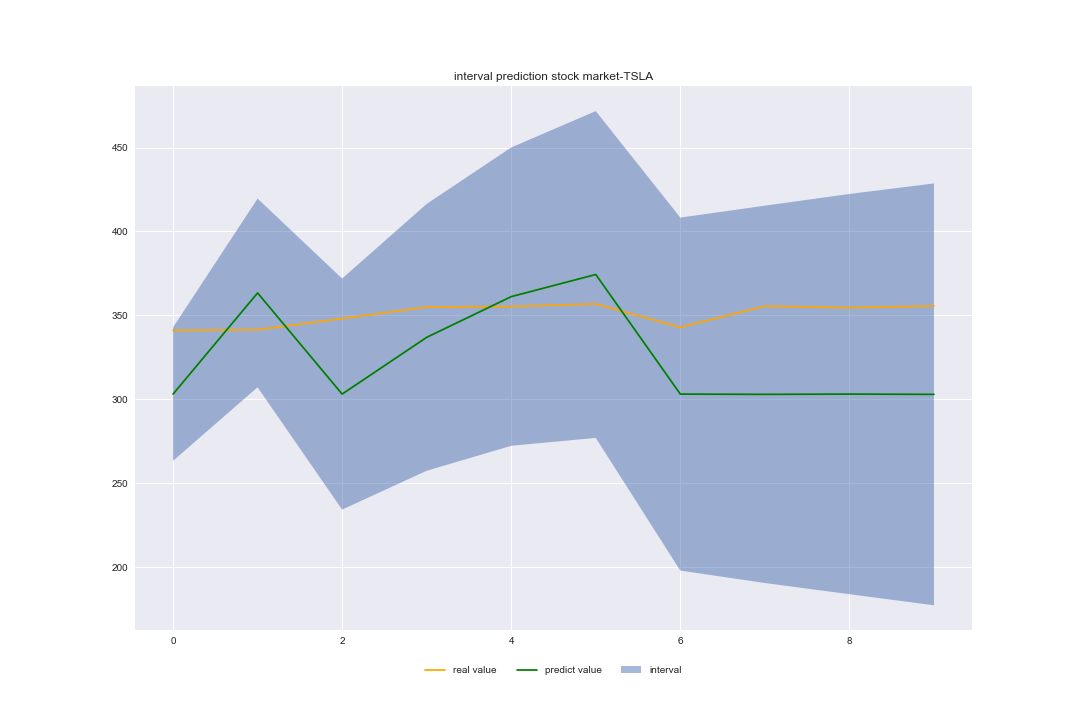 interval prediction stock market-TSLA
450
400
350
300
250
200
0 2 4 6 8
real value predict value interval